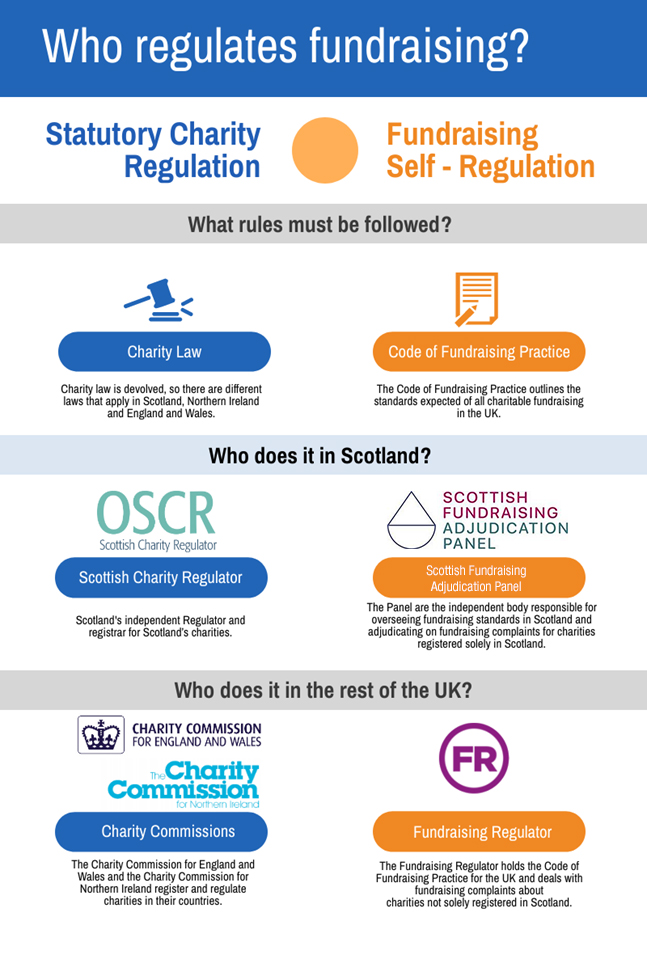 Who regulates fundraising?
Statutory Charity
Regulation
Fundraising
Self - Regulation
What rules must be followed?
Charity Law
Charity law is devolved, so there are different
laws that apply in Scotland, Northern Ireland
and England and Wales.
Code of Fundraising Practice
The Code of Fundraising Practice outlines the
standards expected of all charitable fundraising
in the UK.
Who does it in Scotland?
OSCR
Scottish Charity Regulator
Scottish Charity Regulator
Scotland's independent Regulator and
registrar for Scotland's charities.
SCOTTISH
FUNDRAISING
ADJUDICATION
PANEL
Scottish Fundraising
Adjudication Panel
The Panel are the independent body responsible for
overseeing fundraising standards in Scotland and
adjudicating on fundraising complaints for charities
registered solely in Scotland.
Who does it in the rest of the UK?
CHARITY COMMISSION
FOR ENGLAND AND WALES
The Charity
Commission
for Northern Ireland
Charity Commissions
The Charity Commission for England and
Wales and the Charity Commission for
Northern Ireland register and regulate
charities in their countries.
FR
Fundraising Regulator
The Fundraising Regulator holds the Code of
Fundraising Practice for the UK and deals with
fundraising complaints about
charities not solely registered in Scotland.